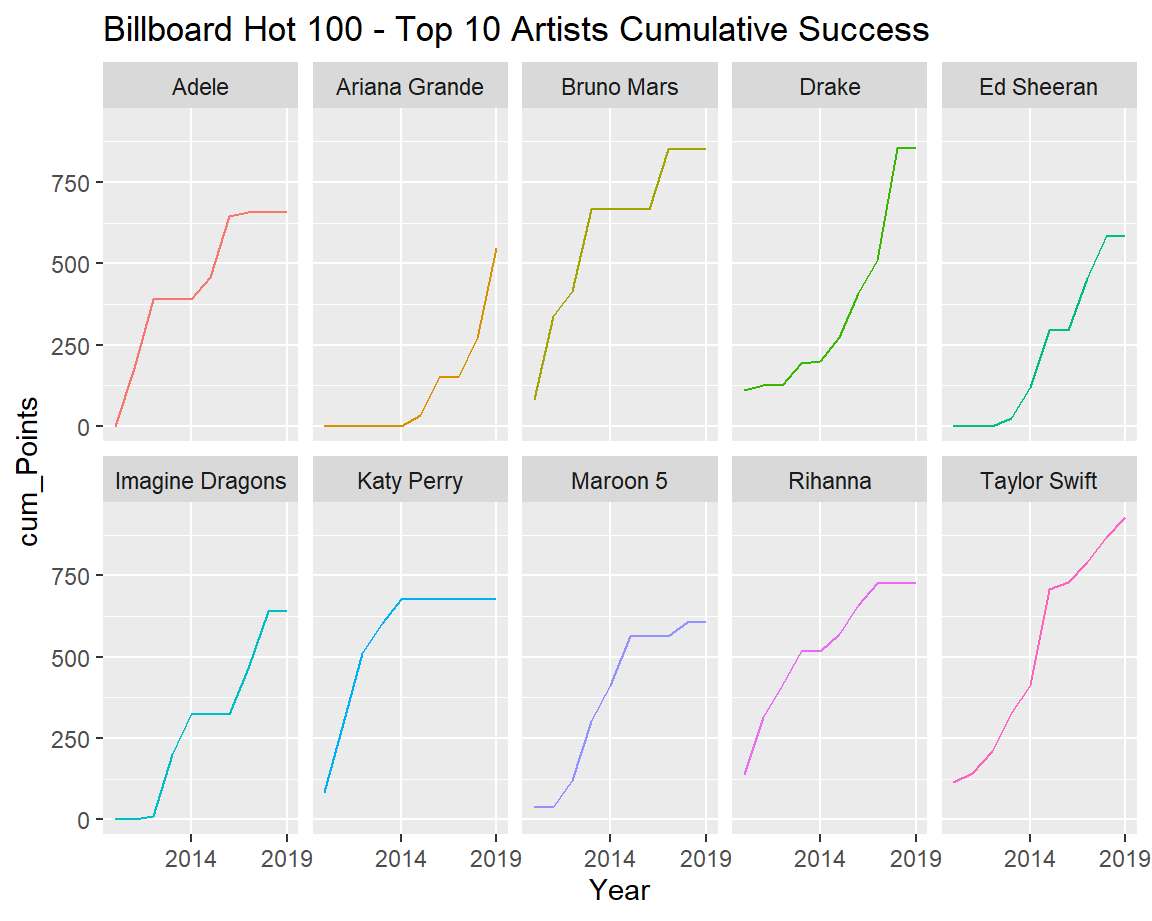 Billboard Hot 100 - Top 10 Artists Cumulative Success
Adele Ariana Grande Bruno Mars Drake Ed Sheeran
750
500
250
0
cum_Points
Imagine Dragons Katy Perry Maroon 5 Rihanna Taylor Swift
750
500
250
0
2014 2019 2014 2019 2014 2019 2014 2019 2014 2019
Year